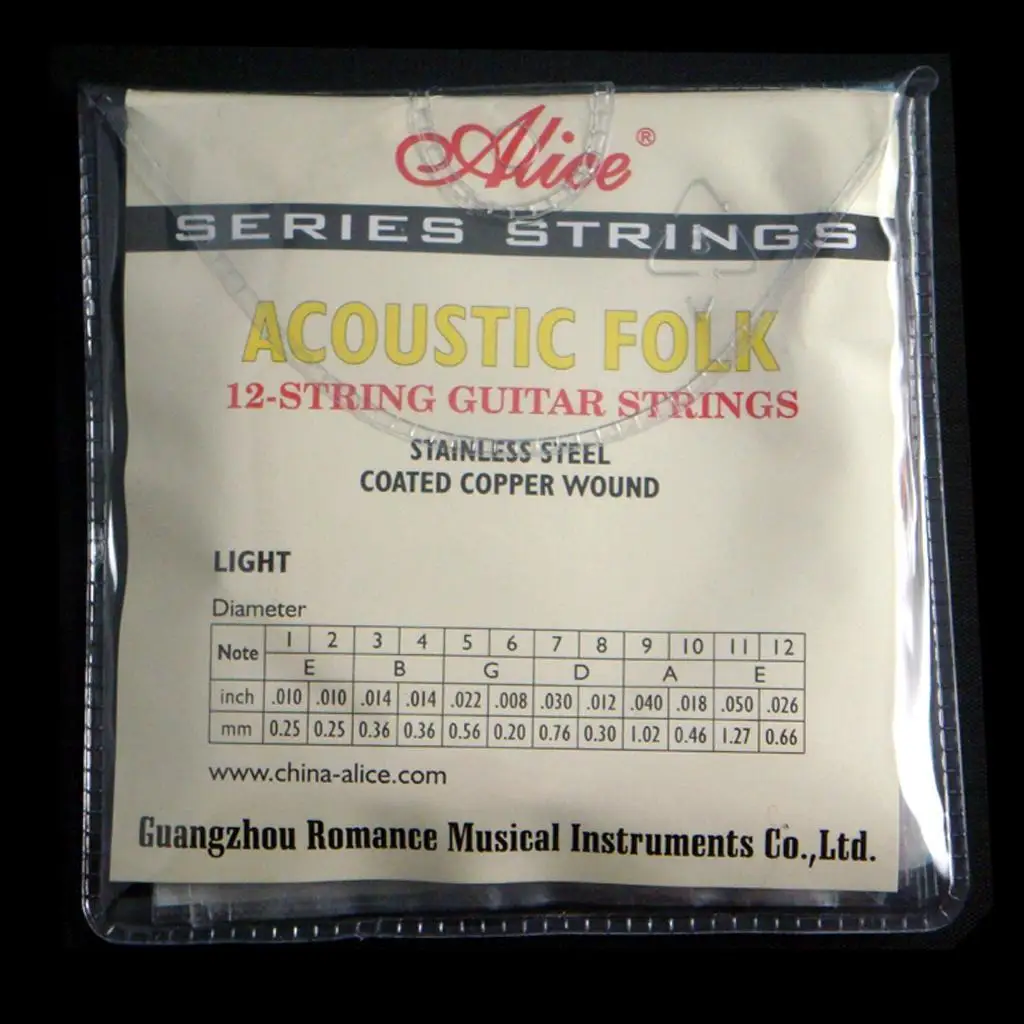 Alice®
SERIES STRINGS
ACOUSTIC FOLK
12-STRING GUITAR STRINGS
STAINLESS STEEL
COATED COPPER WOUND
LIGHT
Diameter
Note 1 2 3 4 5 6 7 8 9 10 11 12
E B G D A E
inch .010 .010 .014 .014 .022 .008 .030 .012 .040 .018 .050 .026
mm 0.25 0.25 0.36 0.36 0.56 0.20 0.76 0.30 1.02 0.46 1.27 0.66
www.china-alice.com
Guangzhou Romance Musical Instruments Co.,Ltd.